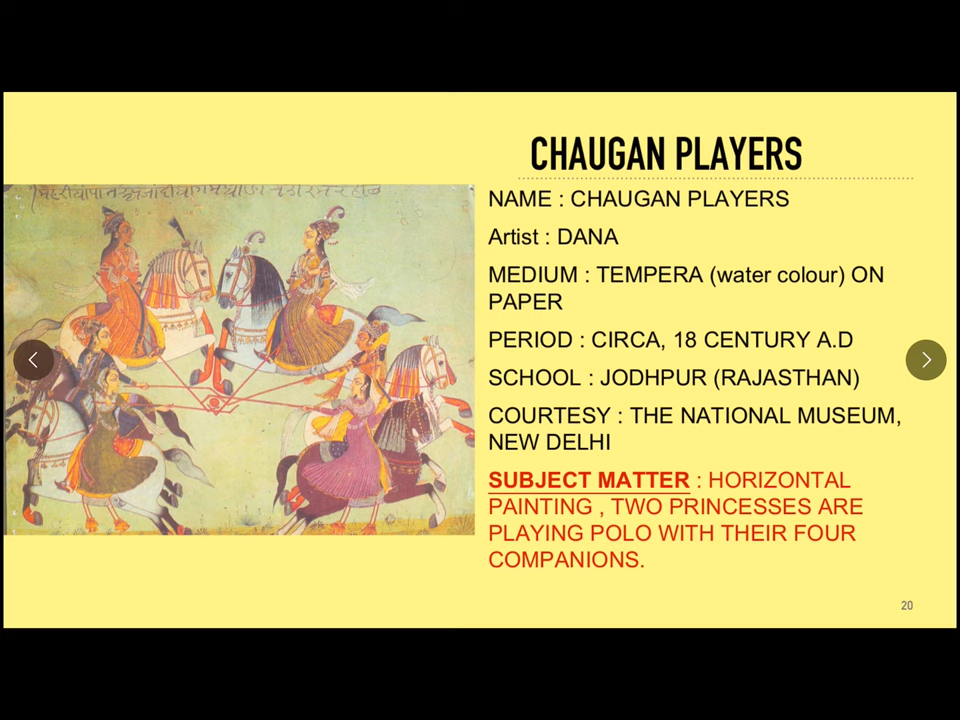 CHAUGAN PLAYERS
NAME : CHAUGAN PLAYERS
Artist : DANA
MEDIUM : TEMPERA (water colour) ON
PAPER
PERIOD : CIRCA, 18 CENTURY A.D
SCHOOL : JODHPUR (RAJASTHAN)
COURTESY : THE NATIONAL MUSEUM,
NEW DELHI
SUBJECT MATTER : HORIZONTAL
PAINTING , TWO PRINCESSES ARE
PLAYING POLO WITH THEIR FOUR
COMPANIONS.
20